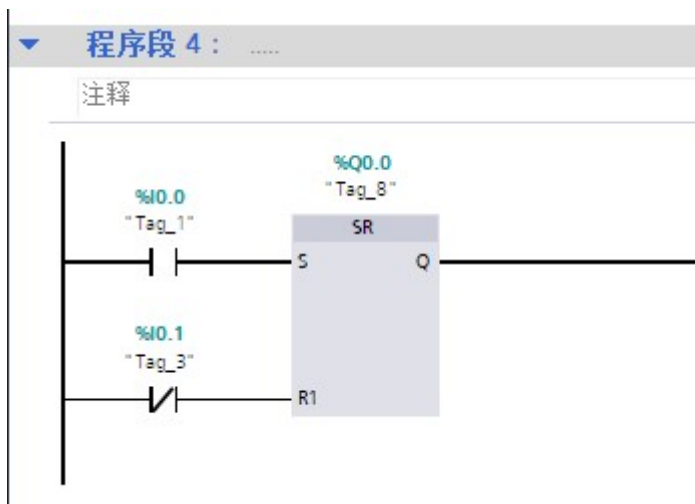 程序段 4： .....
注释
%Q0.0
"Tag_8"
%I0.0
"Tag_1"
SR
S
Q
%I0.1
"Tag_3"
R1